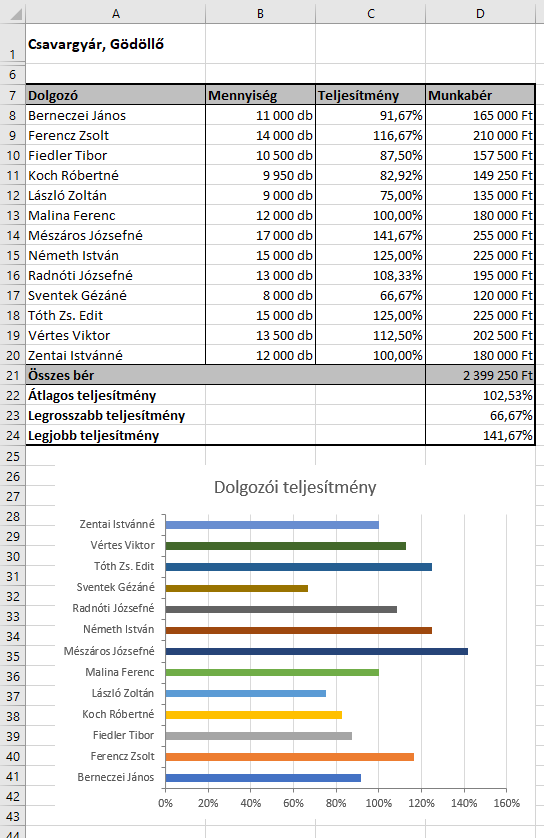 A B C D
1 Csavargyár, Gödöllő
6
7 Dolgozó Mennyiség Teljesítmény Munkabér
8 Berneczei János 11 000 db 91,67% 165 000 Ft
9 Ferencz Zsolt 14 000 db 116,67% 210 000 Ft
10 Fiedler Tibor 10 500 db 87,50% 157 500 Ft
11 Koch Róbertné 9 950 db 82,92% 149 250 Ft
12 László Zoltán 9 000 db 75,00% 135 000 Ft
13 Malina Ferenc 12 000 db 100,00% 180 000 Ft
14 Mészáros Józsefné 17 000 db 141,67% 255 000 Ft
15 Németh István 15 000 db 125,00% 225 000 Ft
16 Radnóti Józsefné 13 000 db 108,33% 195 000 Ft
17 Sventek Gézáné 8 000 db 66,67% 120 000 Ft
18 Tóth Zs. Edit 15 000 db 125,00% 225 000 Ft
19 Vértes Viktor 13 500 db 112,50% 202 500 Ft
20 Zentai Istvánné 12 000 db 100,00% 180 000 Ft
21 Összes bér 2 399 250 Ft
22 Átlagos teljesítmény 102,53%
23 Legrosszabb teljesítmény 66,67%
24 Legjobb teljesítmény 141,67%
25
26
27
28
29
30
31
32
33
34
35
36
37
38
39
40
41
42
43
44
Dolgozói teljesítmény
Zentai Istvánné
Vértes Viktor
Tóth Zs. Edit
Sventek Gézáné
Radnóti Józsefné
Németh István
Mészáros Józsefné
Malina Ferenc
László Zoltán
Koch Róbertné
Fiedler Tibor
Ferencz Zsolt
Berneczei János
0% 20% 40% 60% 80% 100% 120% 140% 160%